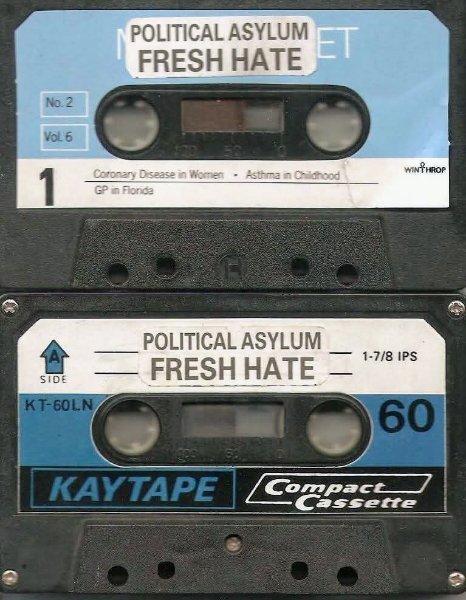 POLITICAL ASYLUM
FRESH HATE
No. 2
Vol. 6
1
Coronary Disease in Women • Asthma in Childhood
GP in Florida
WINTHROP
POLITICAL ASYLUM
FRESH HATE
A
SIDE
1-7/8 IPS
KT-60LN
60
KAYTAPE
Compact
Cassette